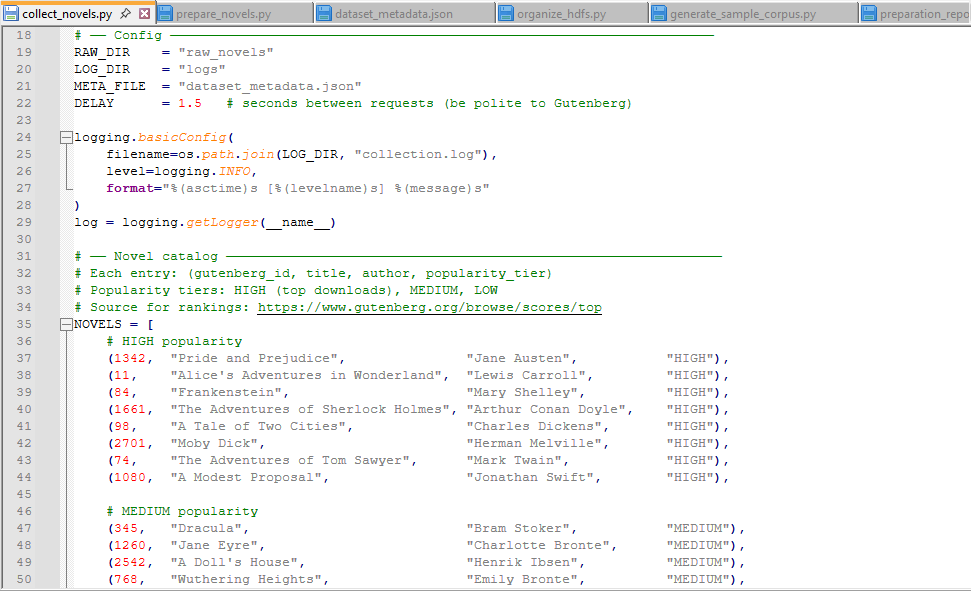 collect_novels.py prepare_novels.py dataset_metadata.json organize_hdfs.py generate_sample_corpus.py preparation_repo
18 # — Config ————————————————————
19 RAW_DIR = "raw_novels"
20 LOG_DIR = "logs"
21 META_FILE = "dataset_metadata.json"
22 DELAY = 1.5 # seconds between requests (be polite to Gutenberg)
23
24 logging.basicConfig(
25 filename=os.path.join(LOG_DIR, "collection.log"),
26 level=logging.INFO,
27 format="%(asctime)s [%(levelname)s] %(message)s"
28 )
29 log = logging.getLogger(__name__)
30
31 # — Novel catalog ————————————————————
32 # Each entry: (gutenberg_id, title, author, popularity_tier)
33 # Popularity tiers: HIGH (top downloads), MEDIUM, LOW
34 # Source for rankings: https://www.gutenberg.org/browse/scores/top
35 NOVELS = [
36 # HIGH popularity
37 (1342, "Pride and Prejudice", "Jane Austen", "HIGH"),
38 (11, "Alice's Adventures in Wonderland", "Lewis Carroll", "HIGH"),
39 (84, "Frankenstein", "Mary Shelley", "HIGH"),
40 (1661, "The Adventures of Sherlock Holmes", "Arthur Conan Doyle", "HIGH"),
41 (98, "A Tale of Two Cities", "Charles Dickens", "HIGH"),
42 (2701, "Moby Dick", "Herman Melville", "HIGH"),
43 (74, "The Adventures of Tom Sawyer", "Mark Twain", "HIGH"),
44 (1080, "A Modest Proposal", "Jonathan Swift", "HIGH"),
45
46 # MEDIUM popularity
47 (345, "Dracula", "Bram Stoker", "MEDIUM"),
48 (1260, "Jane Eyre", "Charlotte Bronte", "MEDIUM"),
49 (2542, "A Doll's House", "Henrik Ibsen", "MEDIUM"),
50 (768, "Wuthering Heights", "Emily Bronte", "MEDIUM"),